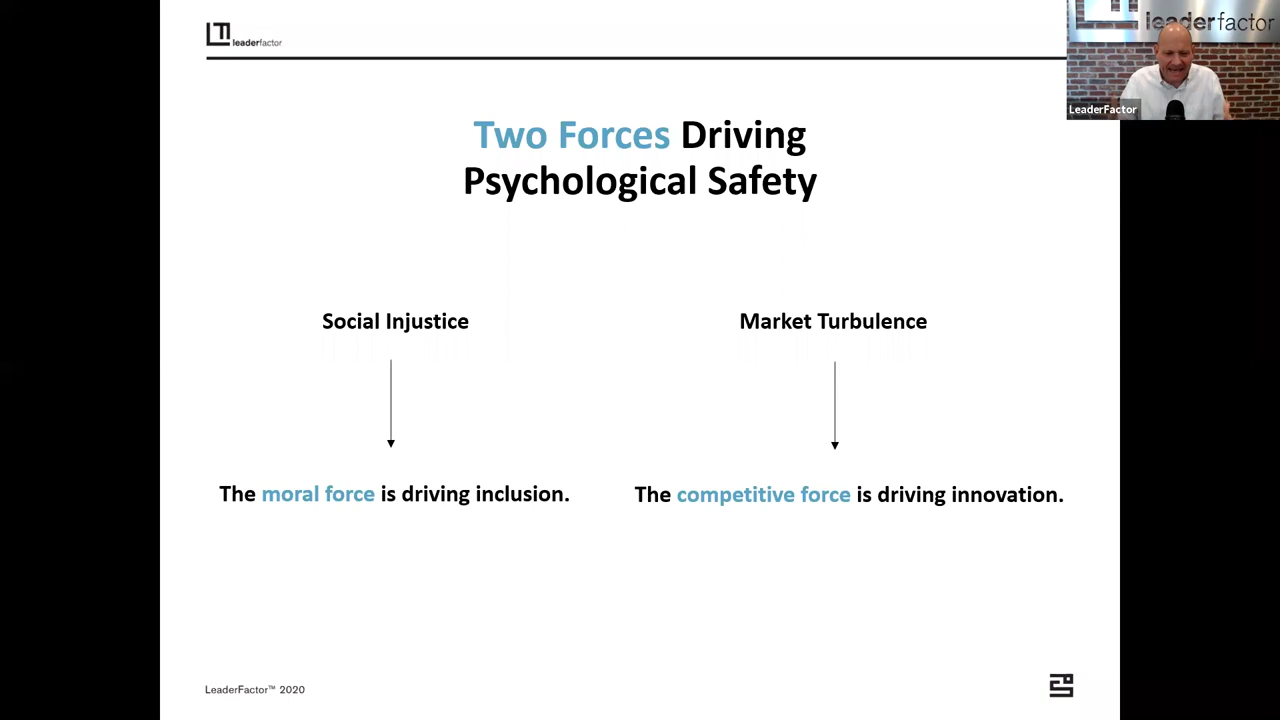 leaderfactor
leaderfactor
LeaderFactor
Two Forces Driving
Psychological Safety
Social Injustice
Market Turbulence
The moral force is driving inclusion.
The competitive force is driving innovation.
LeaderFactor™ 2020